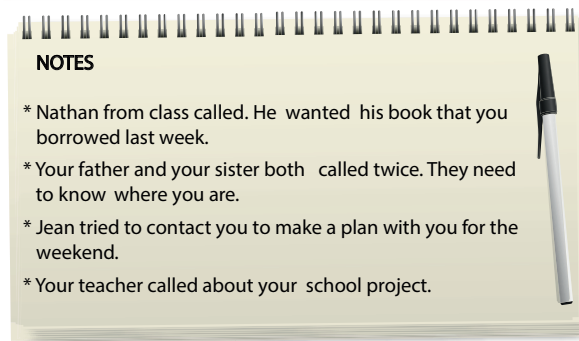 NOTES
* Nathan from class called. He wanted his book that you
borrowed last week.
* Your father and your sister both called twice. They need
to know where you are.
* Jean tried to contact you to make a plan with you for the
weekend.
* Your teacher called about your school project.